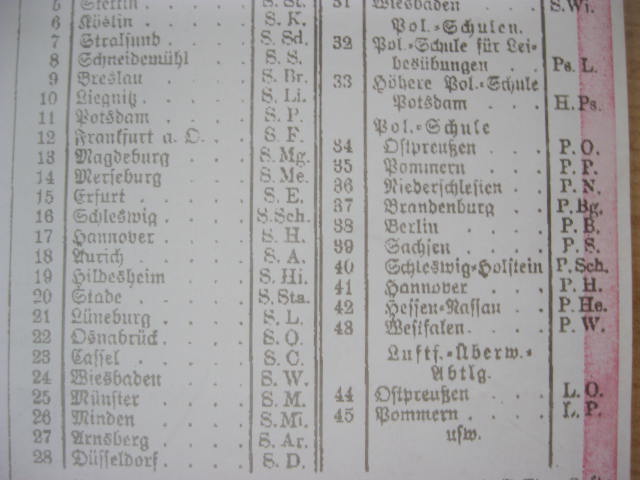 5 Stettin . . . . S. St.
6 Köslin . . . . S. K.
7 Stralsund . . . S. Sd.
8 Schneidemühl . . S. S.
9 Breslau . . . . S. Br.
10 Liegnitz . . . . S. Li.
11 Potsdam . . . . S. P.
12 Frankfurt a. O. . . S. F.
13 Magdeburg . . . S. Mg.
14 Merseburg . . . S. Me.
15 Erfurt . . . . S. E.
16 Schleswig . . . . S. Sch.
17 Hannover . . . . S. H.
18 Aurich . . . . . S. A.
19 Hildesheim . . . S. Hi.
20 Stade . . . . . S. Sta.
21 Lüneburg . . . . S. L.
22 Osnabrück . . . . S. O.
23 Cassel . . . . . S. C.
24 Wiesbaden . . . S. W.
25 Münster . . . . S. M.
26 Minden . . . . S. Mi.
27 Arnsberg . . . . S. Ar.
28 Düsseldorf . . . S. D.
31 Wiesbaden . . . S. Wi.
Pol.-Schulen.
32 Pol.-Schule für Lei-
besübungen . . Ps. L.
33 Höhere Pol.-Schule
Potsdam . . . H. Ps.
Pol.-Schule
34 Ostpreußen . . . P. O.
35 Pommern . . . P. P.
36 Niederschlesien . . P. N.
37 Brandenburg . . P. Bg.
38 Berlin . . . . P. B.
39 Sachsen . . . . P. S.
40 Schleswig-Holstein P. Sch.
41 Hannover . . . P. H.
42 Hessen-Nassau . . P. He.
43 Westfalen . . . P. W.
Luftf.-Überw.-
Abtlg.
44 Ostpreußen . . . L. O.
45 Pommern . . . . L. P.
usw.